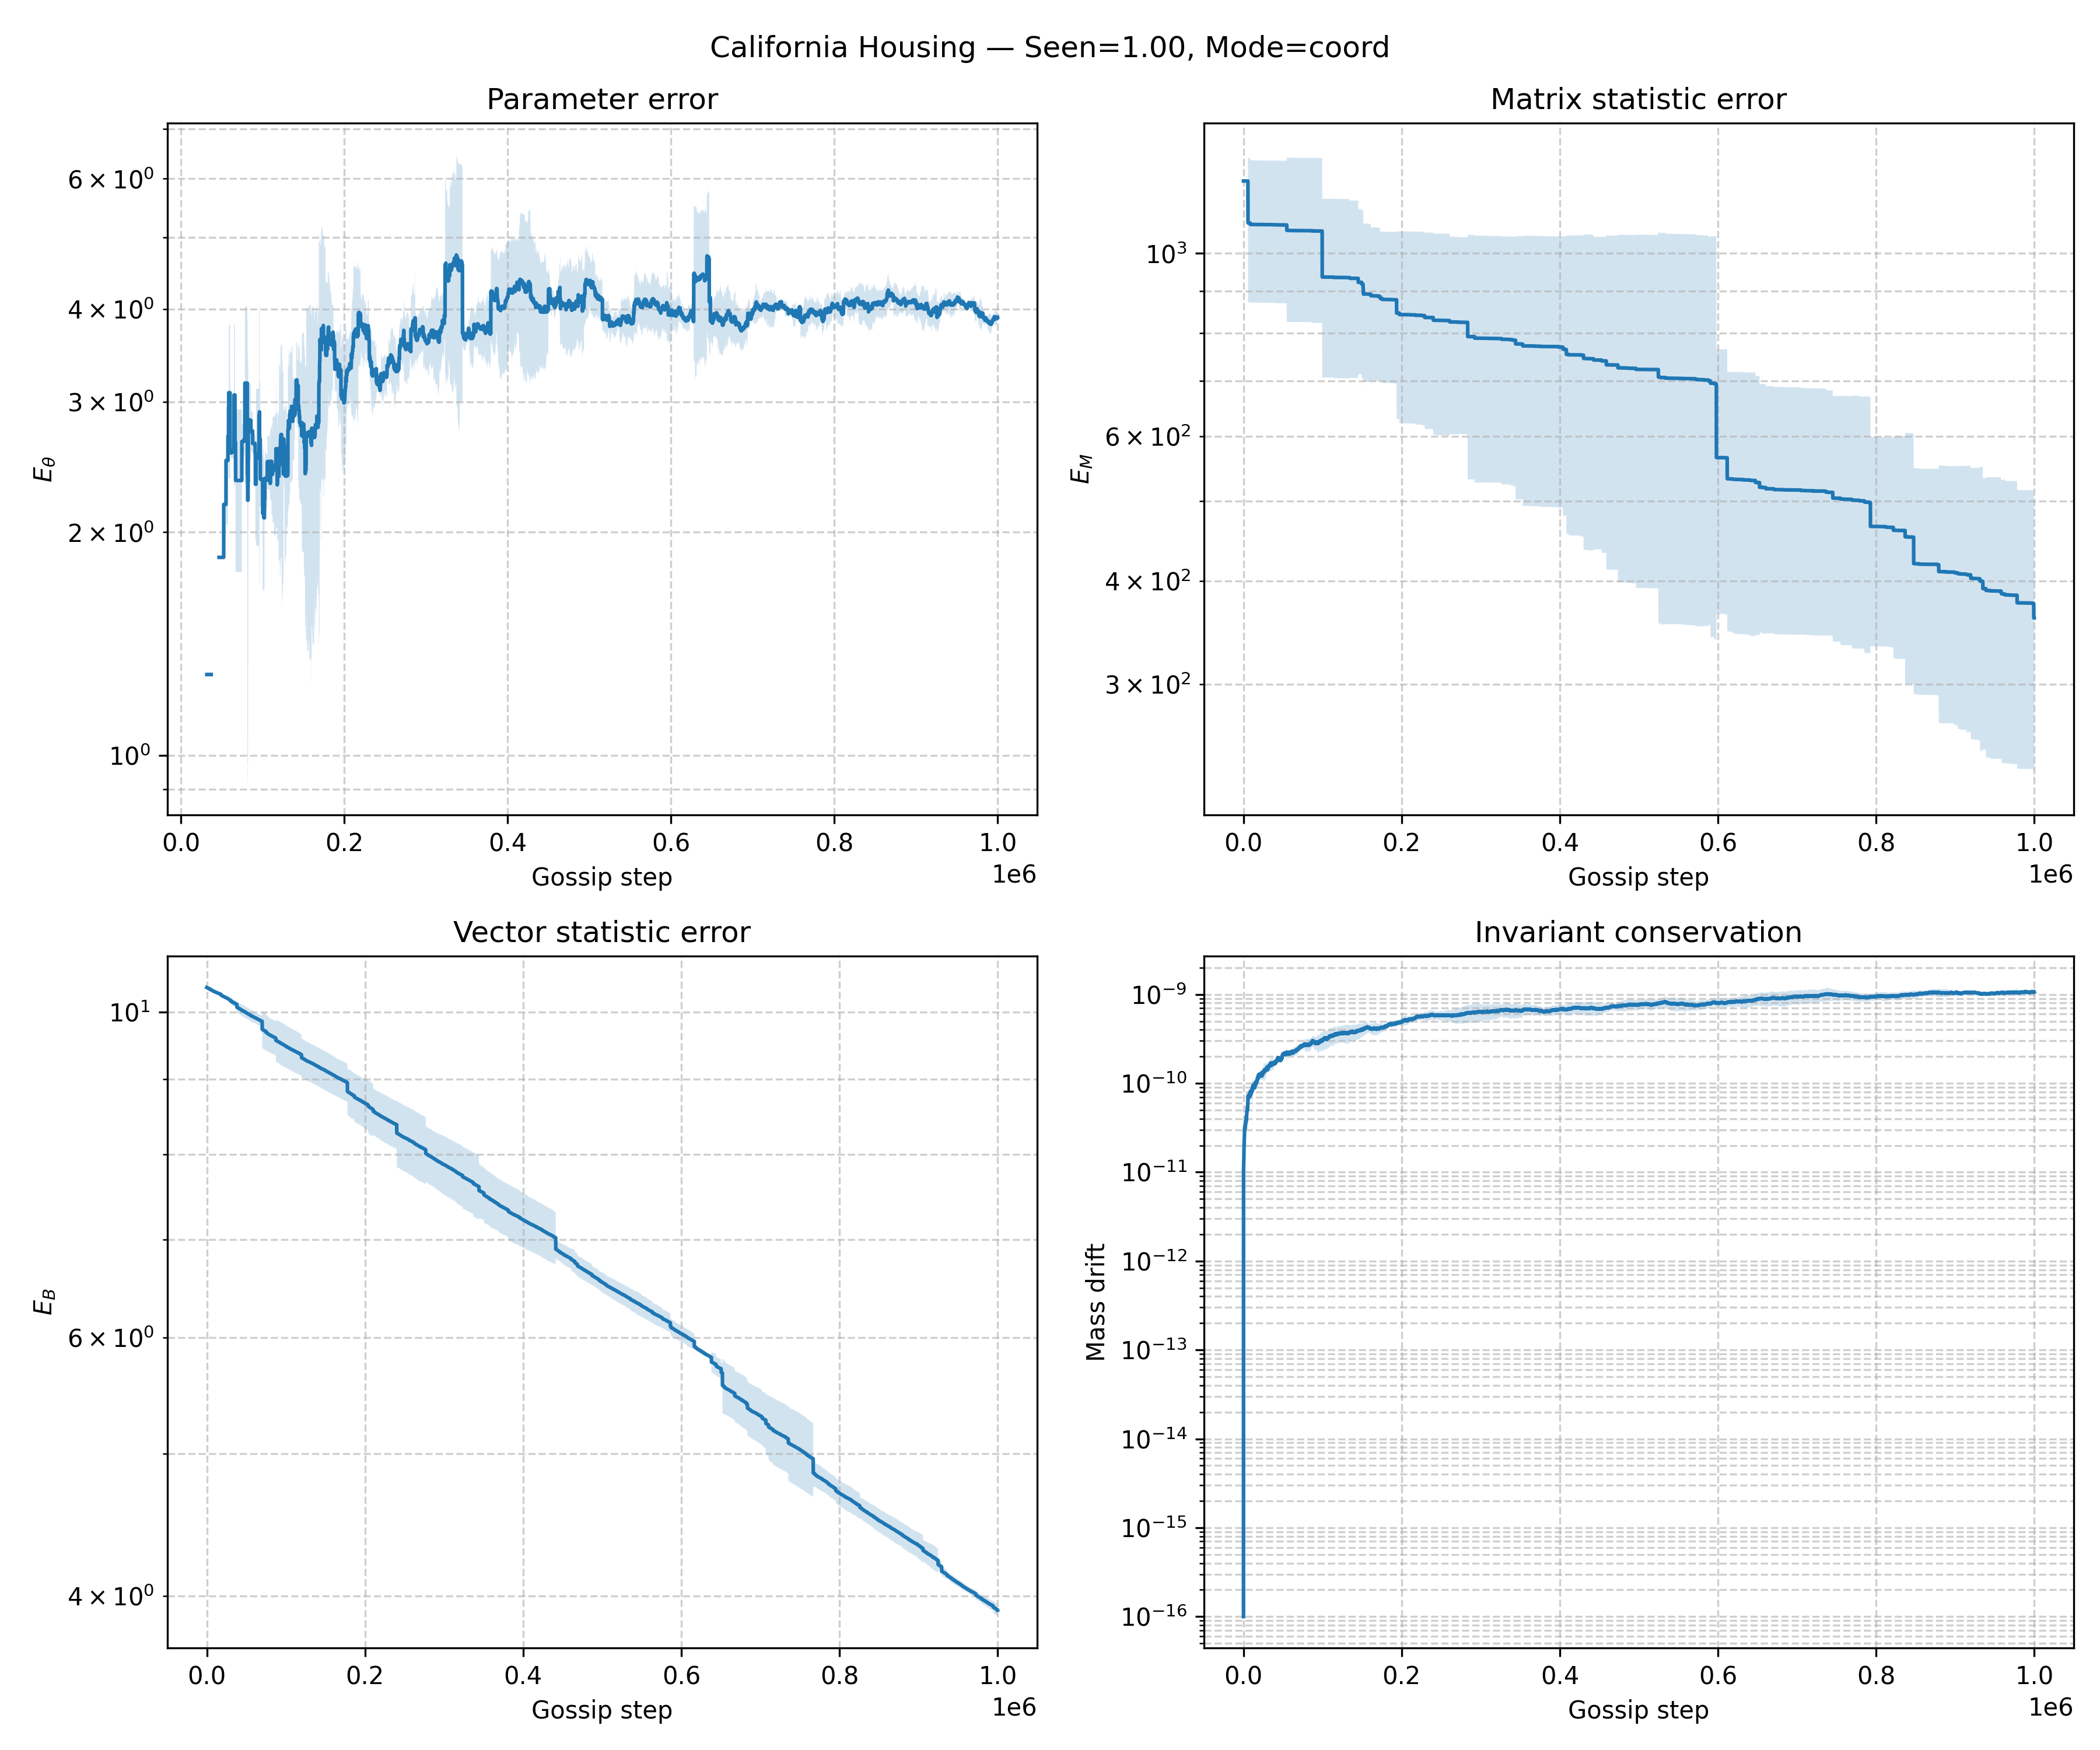 California Housing — Seen=1.00, Mode=coord
Parameter error
6 × 10⁰
4 × 10⁰
3 × 10⁰
2 × 10⁰
10⁰
E_θ
0.0 0.2 0.4 0.6 0.8 1.0
1e6
Gossip step
Matrix statistic error
10³
6 × 10²
4 × 10²
3 × 10²
E_M
0.0 0.2 0.4 0.6 0.8 1.0
1e6
Gossip step
Vector statistic error
10¹
6 × 10⁰
4 × 10⁰
E_B
0.0 0.2 0.4 0.6 0.8 1.0
1e6
Gossip step
Invariant conservation
10⁻⁹
10⁻¹⁰
10⁻¹¹
10⁻¹²
10⁻¹³
10⁻¹⁴
10⁻¹⁵
10⁻¹⁶
Mass drift
0.0 0.2 0.4 0.6 0.8 1.0
1e6
Gossip step